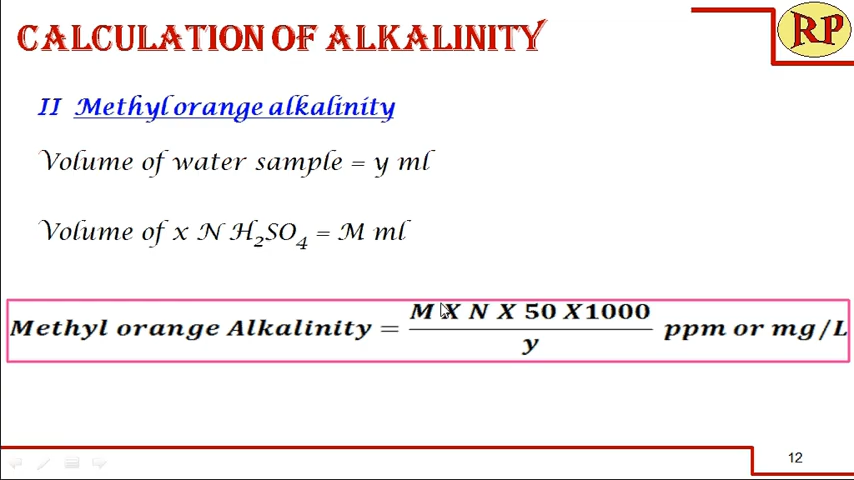 CALCULATION OF ALKALINITY
RP
II Methyl orange alkalinity
Volume of water sample = y ml
Volume of x N H₂SO₄ = M ml
Methyl orange Alkalinity = M X N X 50 X1000 / y ppm or mg/L
12